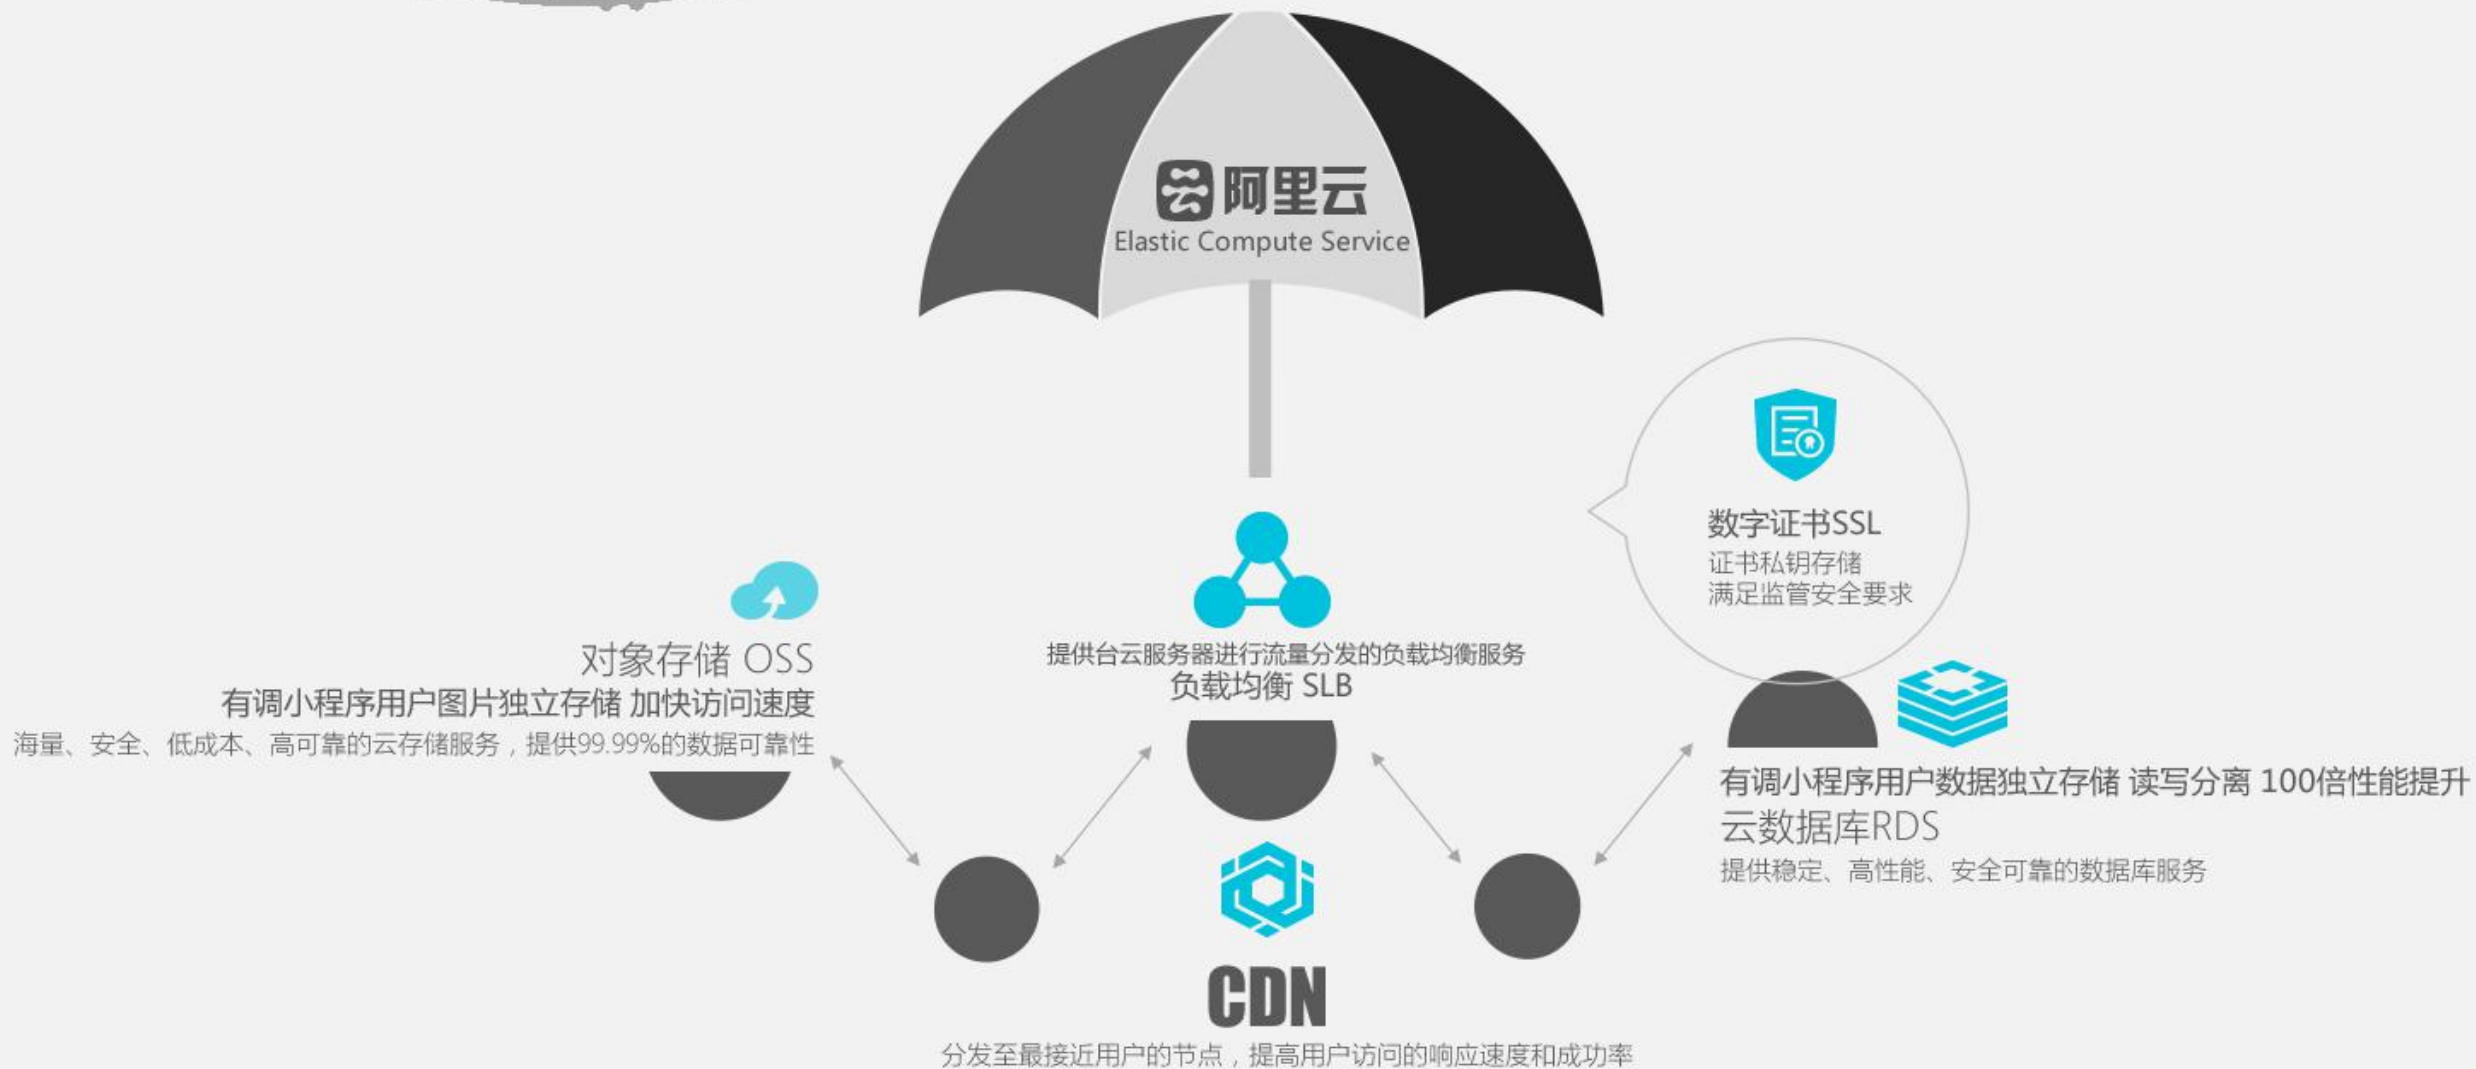 阿里云
Elastic Compute Service
数字证书SSL
证书私钥存储
满足监管安全要求
对象存储 OSS
有调小程序用户图片独立存储 加快访问速度
海量、安全、低成本、高可靠的云存储服务，提供99.99%的数据可靠性
提供台云服务器进行流量分发的负载均衡服务
负载均衡 SLB
有调小程序用户数据独立存储 读写分离 100倍性能提升
云数据库RDS
提供稳定、高性能、安全可靠的数据库服务
CDN
分发至最接近用户的节点，提高用户访问的响应速度和成功率